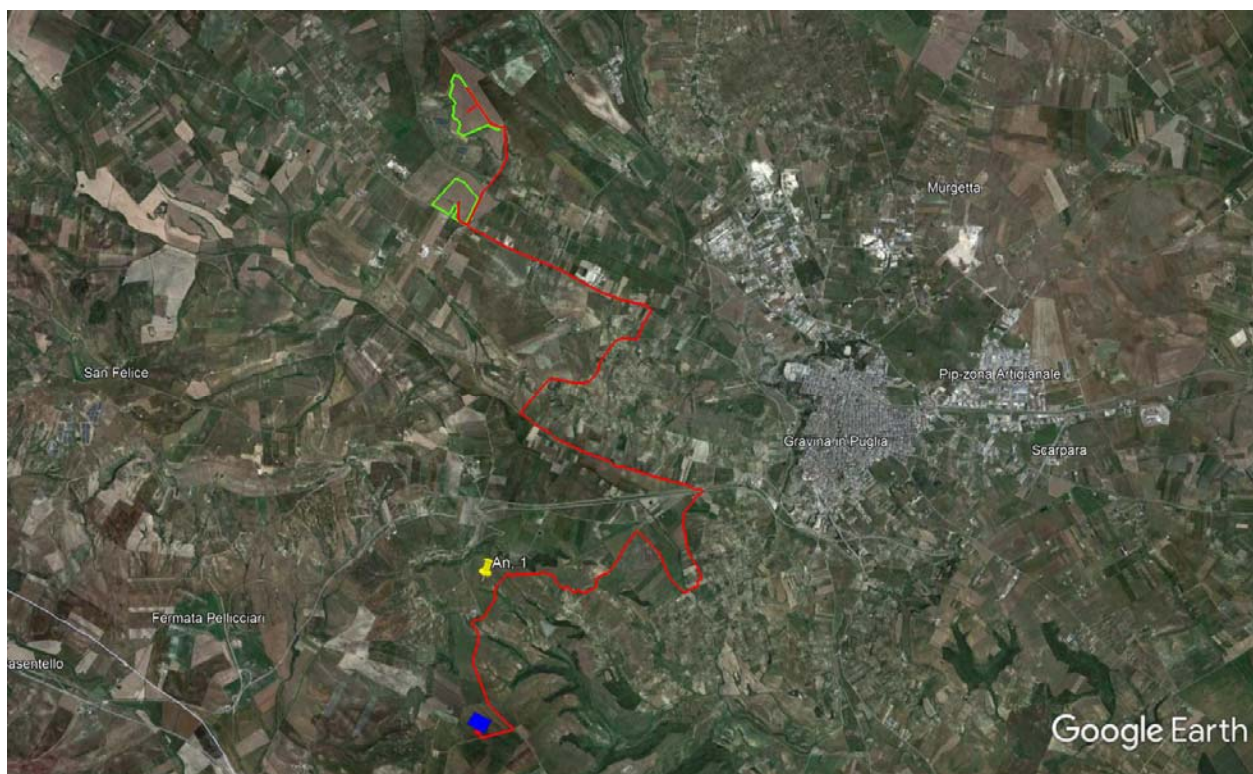 Murgetta
San Felice
Pip-zona Artigianale
Gravina in Puglia
Scarpara
An. 1
Fermata Pellicciari
asentello
Google Earth